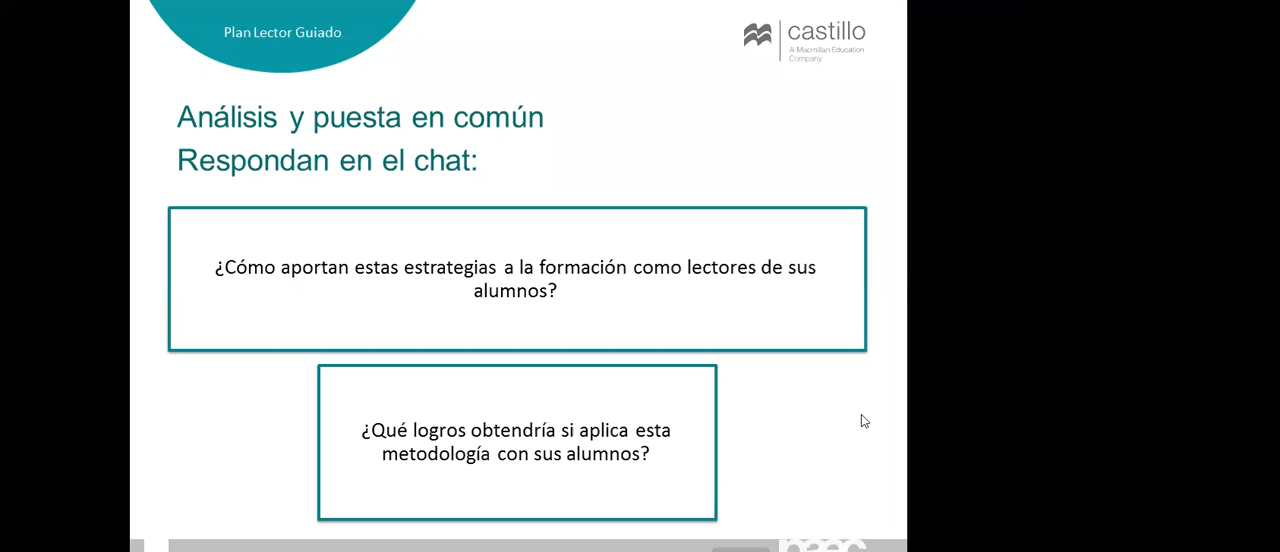 Plan Lector Guiado
castillo
A Macmillan Education
Company
Análisis y puesta en común
Respondan en el chat:
¿Cómo aportan estas estrategias a la formación como lectores de sus
alumnos?
¿Qué logros obtendría si aplica esta
metodología con sus alumnos?